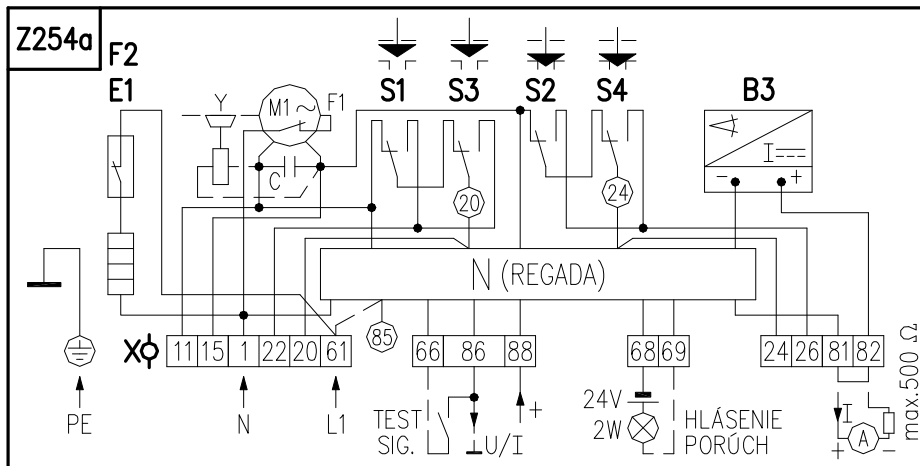 Z254a
F2
E1
S1 S3 S2 S4 B3
Y M1 ~ F1
C
I
- +
20 24
N (REGADA)
85
X 11 15 1 22 20 61 66 86 88 68 69 24 26 81 82
PE N L1
TEST
SIG.
U/I
+
24V
2W
HLÁSENIE
PORÚCH
I
A
+ -
max.500 Ω